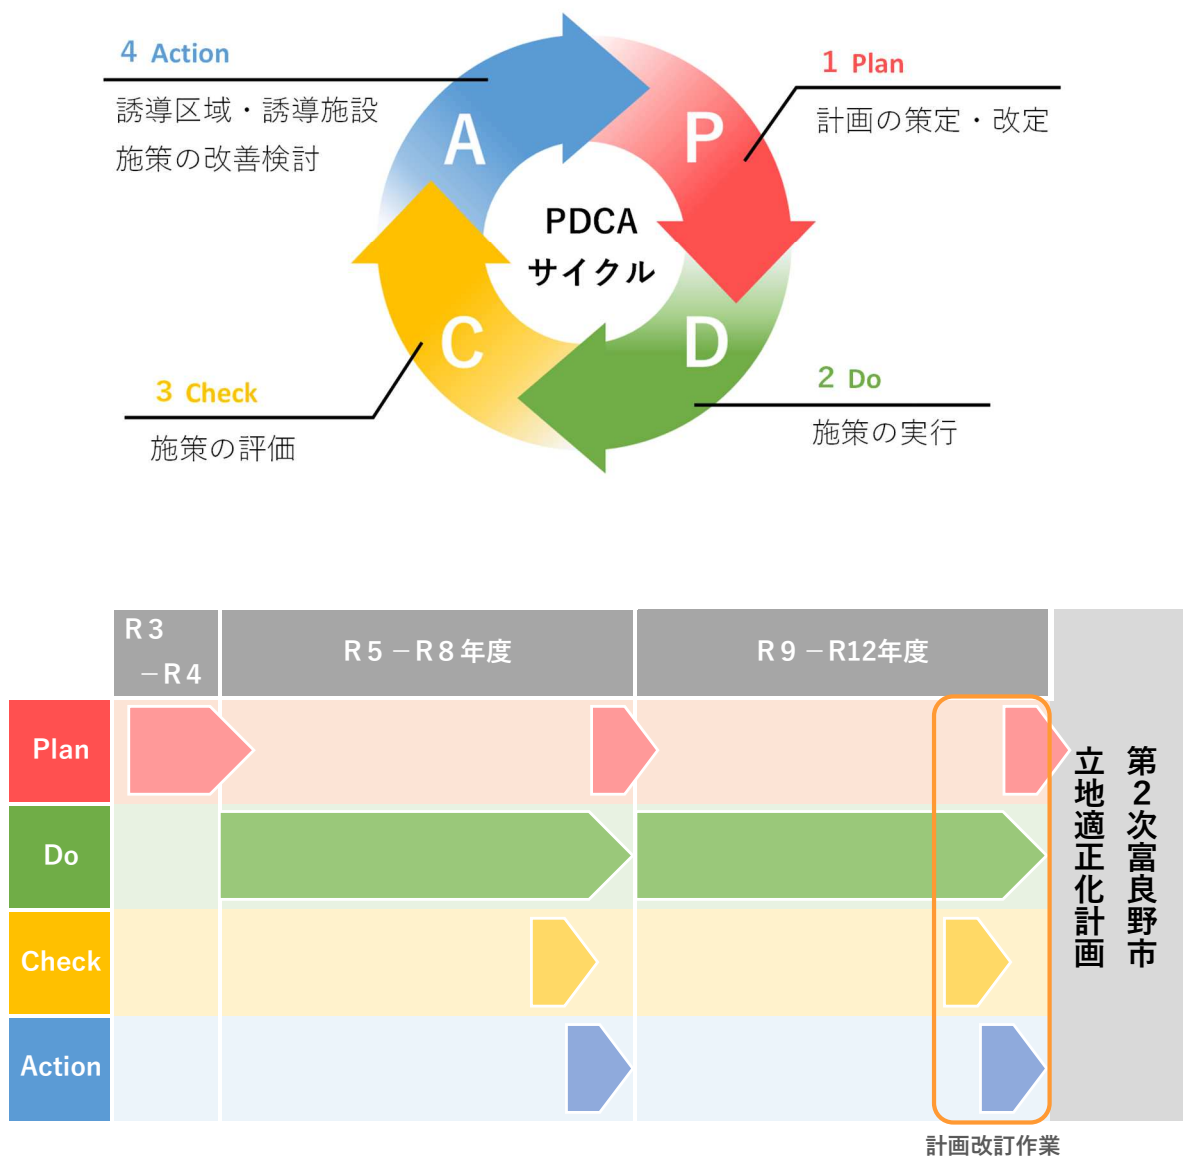 4 Action
誘導区域・誘導施設
施策の改善検討
1 Plan
計画の策定・改定
A
P
PDCA
サイクル
C
D
3 Check
施策の評価
2 Do
施策の実行
R3
－R4
R5－R8年度
R9－R12年度
Plan
Do
Check
Action
第2次富良野市
立地適正化計画
計画改訂作業